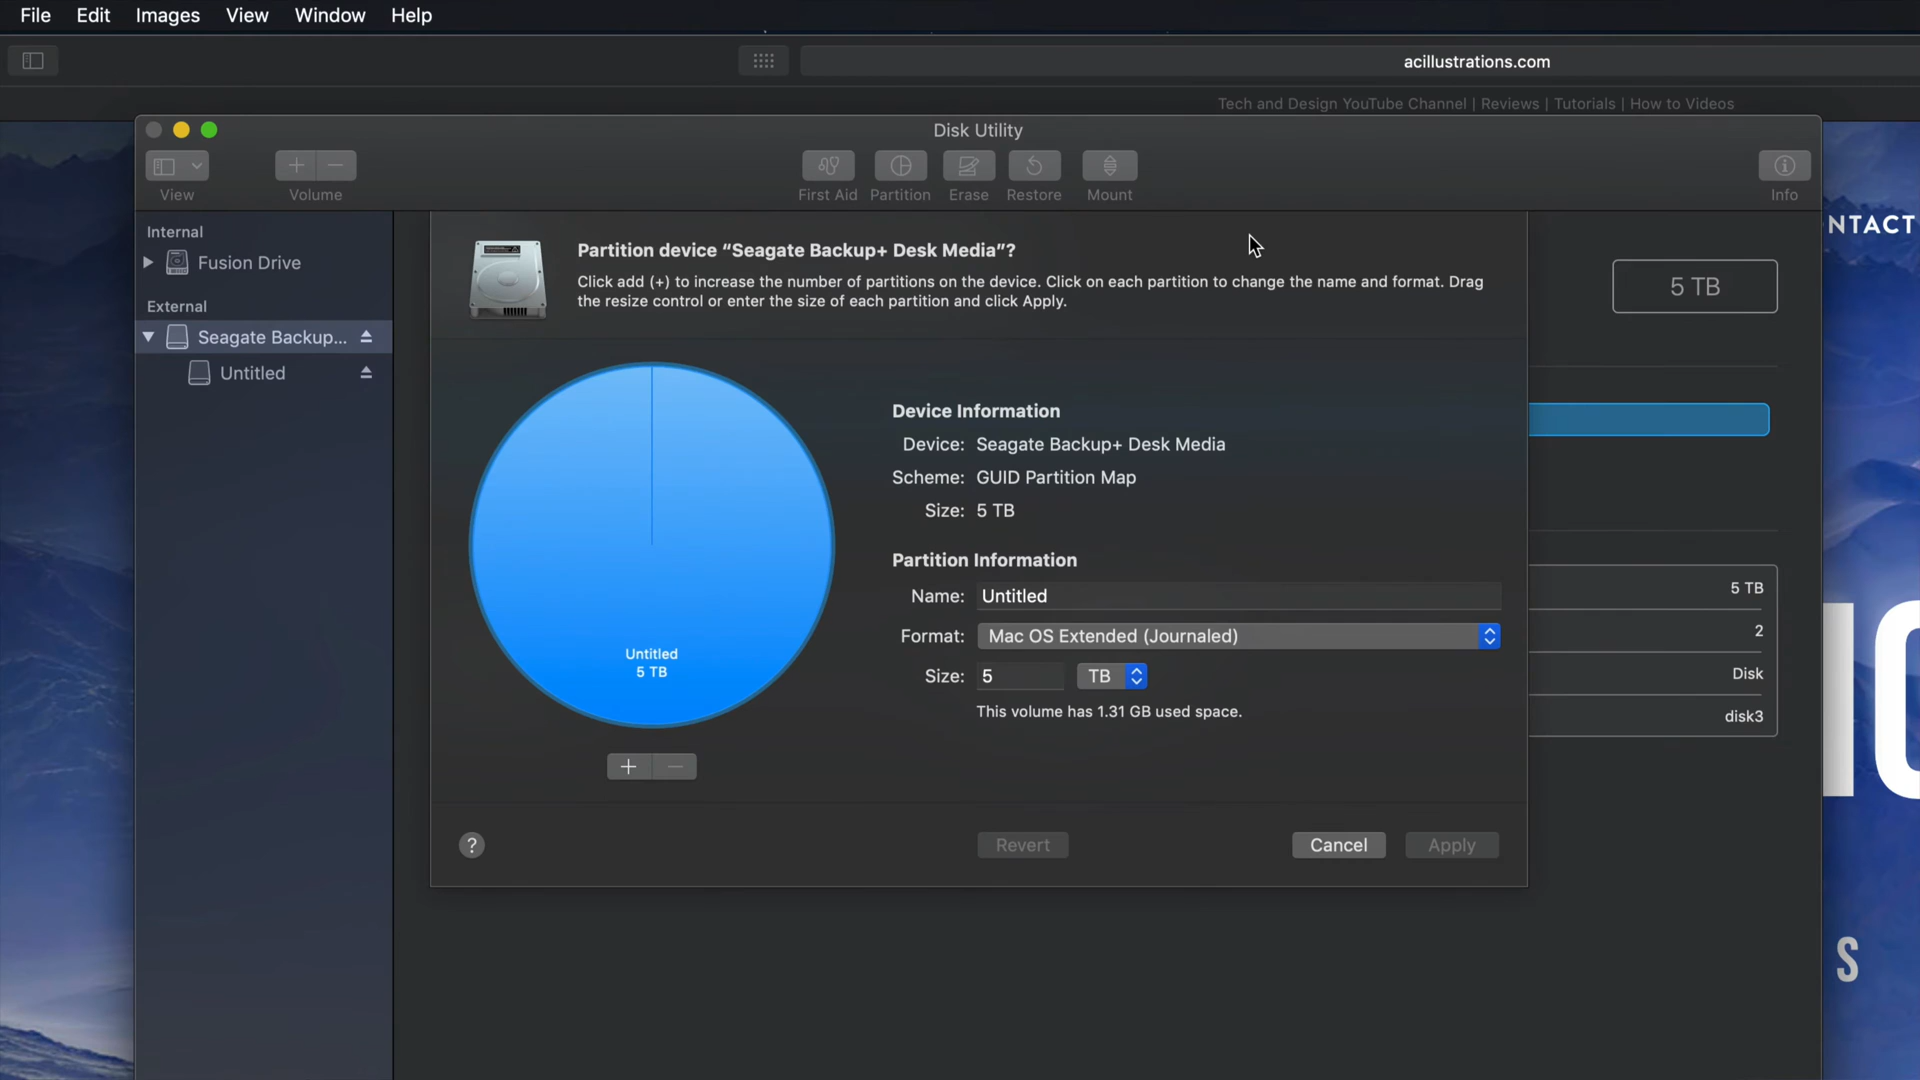 File Edit Images View Window Help
acillustrations.com
Tech and Design YouTube Channel | Reviews | Tutorials | How to Videos
Disk Utility
View Volume First Aid Partition Erase Restore Mount Info
Internal
Fusion Drive
External
Seagate Backup...
Untitled
Partition device “Seagate Backup+ Desk Media”?
Click add (+) to increase the number of partitions on the device. Click on each partition to change the name and format. Drag
the resize control or enter the size of each partition and click Apply.
NTACT
5 TB
Untitled
5 TB
Device Information
Device: Seagate Backup+ Desk Media
Scheme: GUID Partition Map
Size: 5 TB
Partition Information
Name: Untitled
Format: Mac OS Extended (Journaled)
Size: 5 TB
This volume has 1.31 GB used space.
5 TB
2
Disk
disk3
? Revert Cancel Apply
S